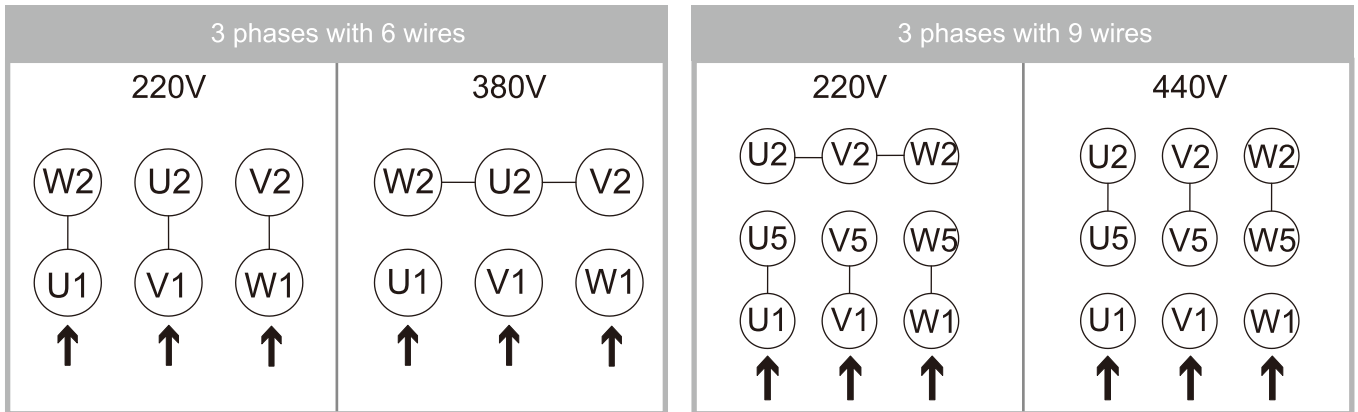 3 phases with 6 wires
220V
W2 U2 V2
U1 V1 W1
380V
W2 U2 V2
U1 V1 W1
3 phases with 9 wires
220V
U2 V2 W2
U5 V5 W5
U1 V1 W1
440V
U2 V2 W2
U5 V5 W5
U1 V1 W1